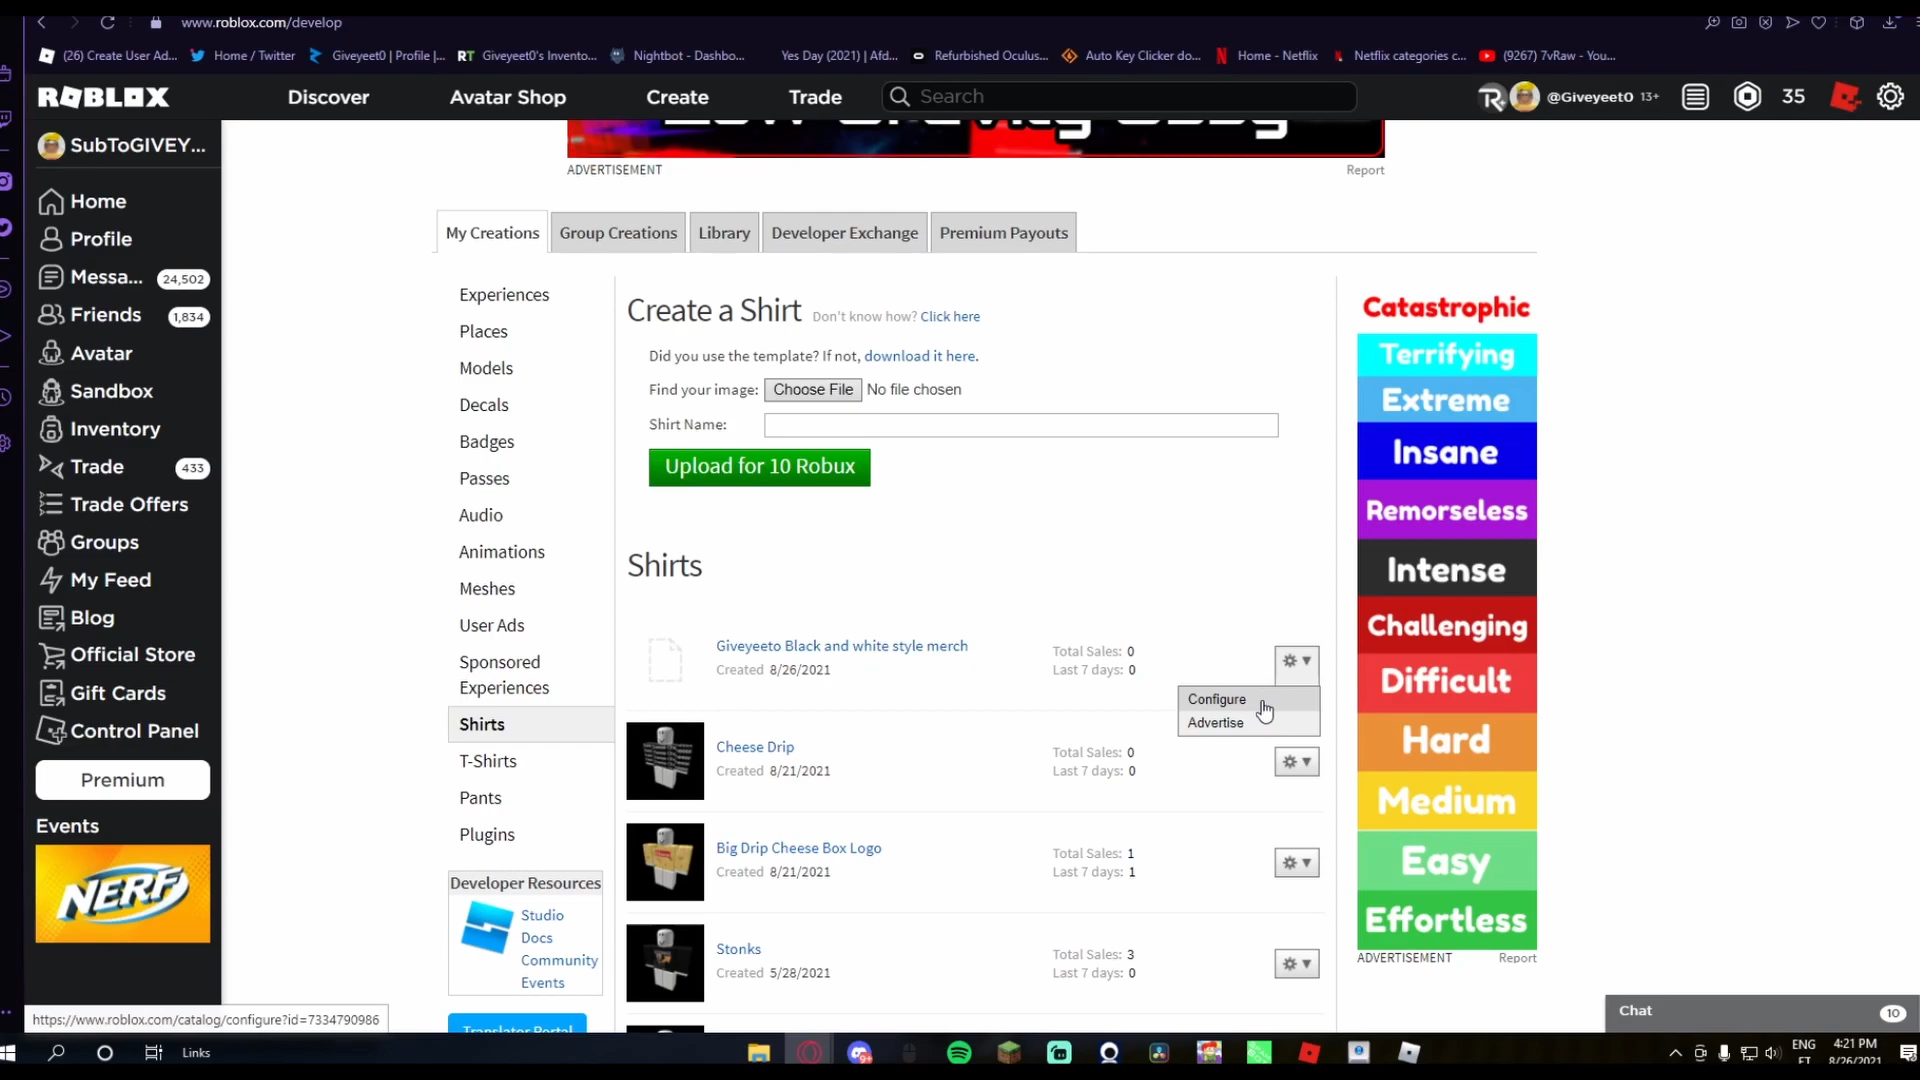 www.roblox.com/develop
(26) Create User Ad...
Home / Twitter
Giveyeet0 | Profile |...
RT Giveyeet0's Invento...
Nightbot - Dashbo...
Yes Day (2021) | Afd...
Refurbished Oculus...
Auto Key Clicker do...
Home - Netflix
Netflix categories c...
(9267) 7vRaw - You...
ROBLOX
Discover
Avatar Shop
Create
Trade
Search
@Giveyeet0 13+
35
SubToGIVEY...
Home
Profile
Messa... 24,502
Friends 1,834
Avatar
Sandbox
Inventory
Trade 433
Trade Offers
Groups
My Feed
Blog
Official Store
Gift Cards
Control Panel
Premium
Events
NERF
ADVERTISEMENT
Report
My Creations
Group Creations
Library
Developer Exchange
Premium Payouts
Experiences
Places
Models
Decals
Badges
Passes
Audio
Animations
Meshes
User Ads
Sponsored
Experiences
Shirts
T-Shirts
Pants
Plugins
Developer Resources
Studio
Docs
Community
Events
Translator Portal
Create a Shirt Don't know how? Click here
Did you use the template? If not, download it here.
Find your image: Choose File No file chosen
Shirt Name:
Upload for 10 Robux
Shirts
Giveyeeto Black and white style merch
Created 8/26/2021
Total Sales: 0
Last 7 days: 0
Configure
Advertise
Cheese Drip
Created 8/21/2021
Total Sales: 0
Last 7 days: 0
Big Drip Cheese Box Logo
Created 8/21/2021
Total Sales: 1
Last 7 days: 1
Stonks
Created 5/28/2021
Total Sales: 3
Last 7 days: 0
Catastrophic
Terrifying
Extreme
Insane
Remorseless
Intense
Challenging
Difficult
Hard
Medium
Easy
Effortless
ADVERTISEMENT
Report
Chat 10
https://www.roblox.com/catalog/configure?id=7334790986
Links
ENG
4:21 PM
8/26/2021